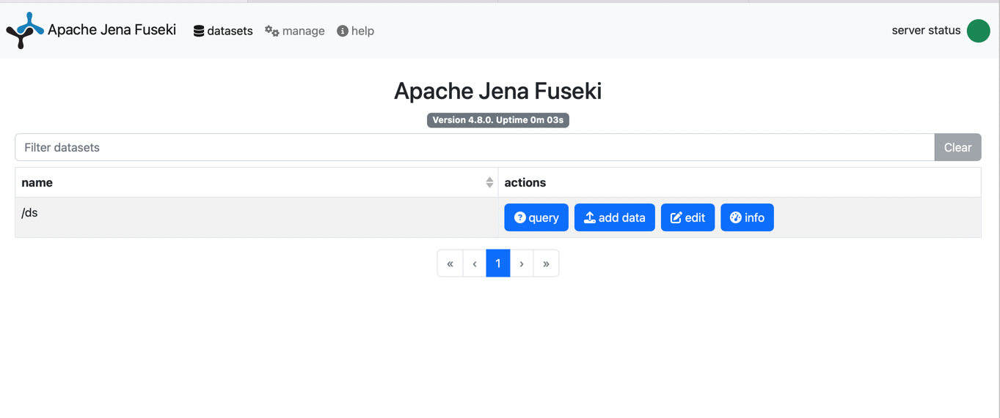 Apache Jena Fuseki datasets manage help server status
Apache Jena Fuseki
Version 4.8.0. Uptime 0m 03s
Filter datasets Clear
name actions
/ds query add data edit info
« ‹ 1 › »